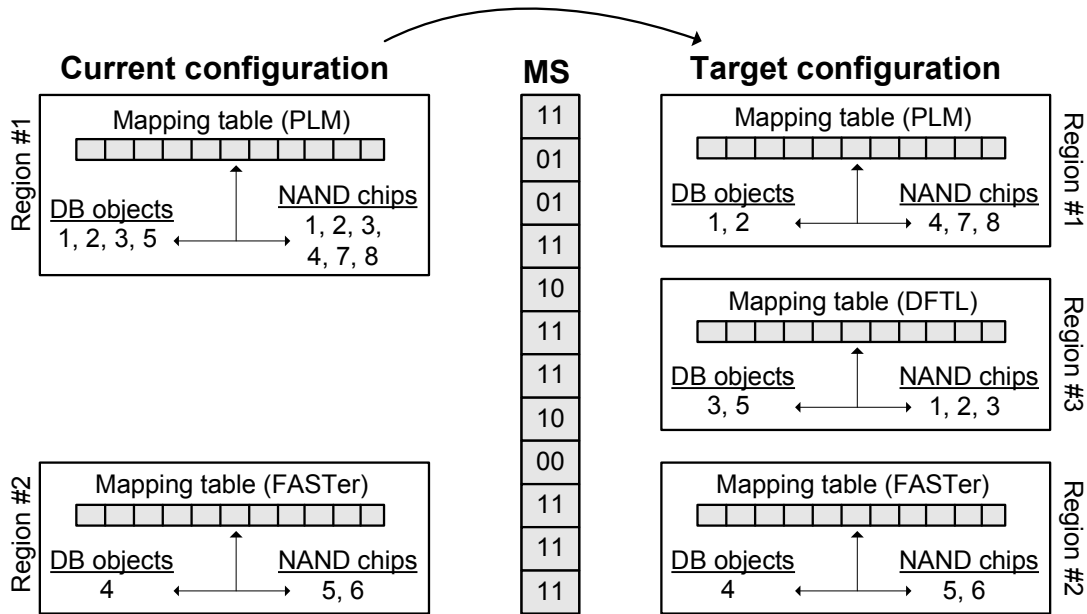 Current configuration
MS
Target configuration
Region #1
Mapping table (PLM)
DB objects
1, 2, 3, 5
NAND chips
1, 2, 3,
4, 7, 8
Region #2
Mapping table (FASTer)
DB objects
4
NAND chips
5, 6
11
01
01
11
10
11
11
10
00
11
11
11
Mapping table (PLM)
DB objects
1, 2
NAND chips
4, 7, 8
Region #1
Mapping table (DFTL)
DB objects
3, 5
NAND chips
1, 2, 3
Region #3
Mapping table (FASTer)
DB objects
4
NAND chips
5, 6
Region #2